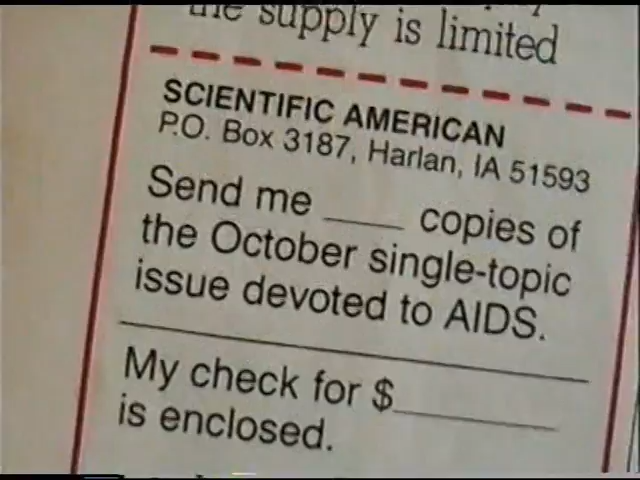 the supply is limited
SCIENTIFIC AMERICAN
P.O. Box 3187, Harlan, IA 51593
Send me ____ copies of
the October single-topic
issue devoted to AIDS.
My check for $________
is enclosed.